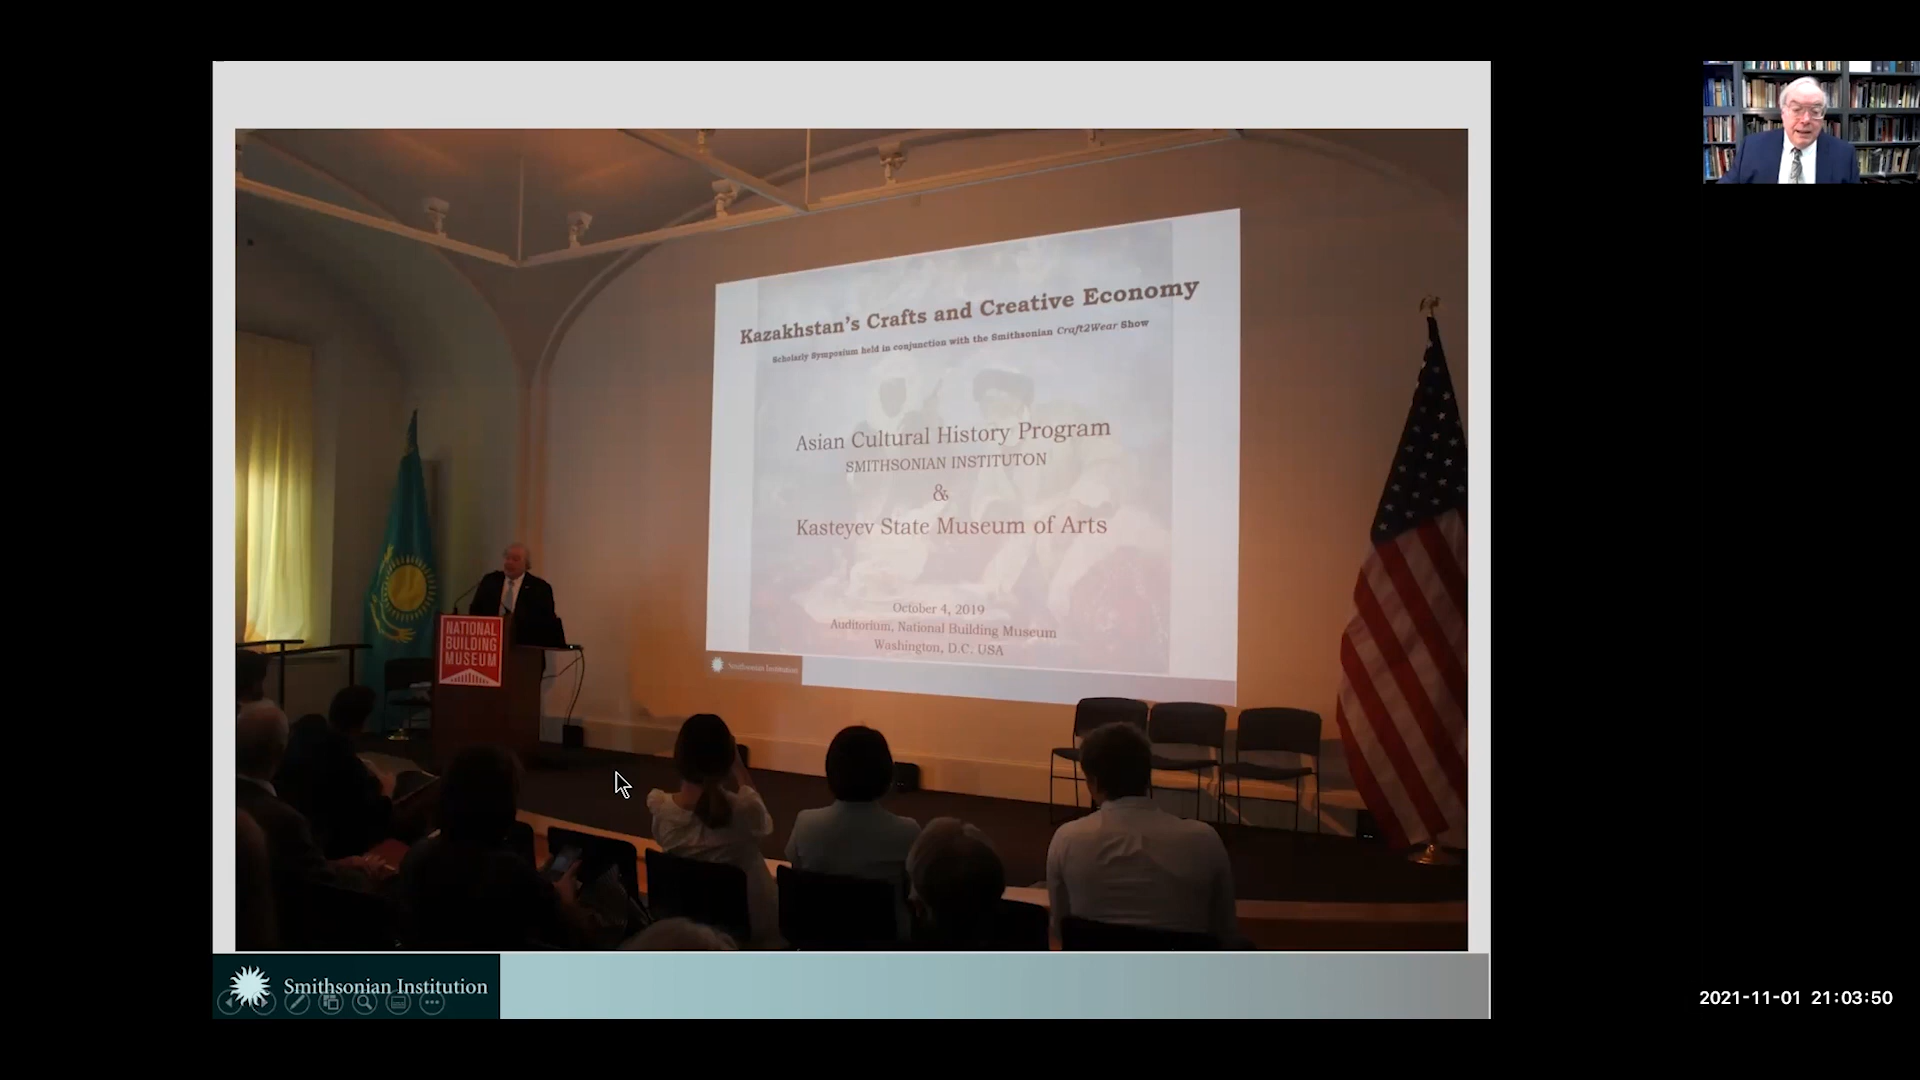 Kazakhstan's Crafts and Creative Economy
Scholarly Symposium held in conjunction with the Smithsonian Craft2Wear Show
Asian Cultural History Program
SMITHSONIAN INSTITUTON
&
Kasteyev State Museum of Arts
October 4, 2019
Auditorium, National Building Museum
Washington, D.C. USA
Smithsonian Institution
NATIONAL
BUILDING
MUSEUM
Smithsonian Institution
2021-11-01 21:03:50